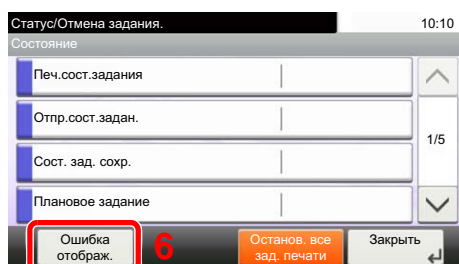 Статус/Отмена задания.
10:10
Состояние
Печ.сост.задания
Отпр.сост.задан.
1/5
Сост. зад. сохр.
Плановое задание
Ошибка
отображ.
6
Останов. все
зад. печати
Закрыть